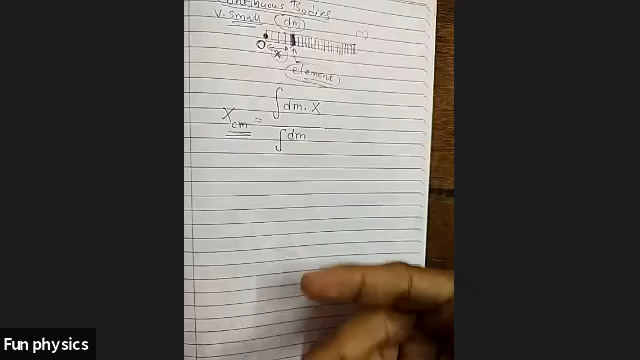 Continuous Bodies
V. Small dm
O x
element
X_cm = ∫dm. X
∫dm
Fun physics